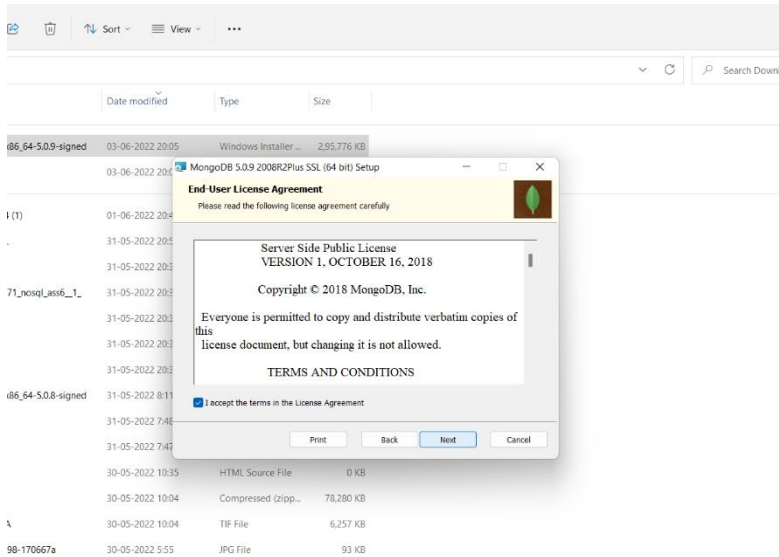 Sort
View
Search Down
Date modified Type Size
x86_64-5.0.9-signed 03-06-2022 20:05 Windows Installer ... 2,95,776 KB
03-06-2022 20:0
MongoDB 5.0.9 2008R2Plus SSL (64 bit) Setup
End-User License Agreement
Please read the following license agreement carefully
(1) 01-06-2022 20:4
31-05-2022 20:5
Server Side Public License
VERSION 1, OCTOBER 16, 2018
31-05-2022 20:3
Copyright © 2018 MongoDB, Inc.
71_nosql_ass6__1_ 31-05-2022 20:3
Everyone is permitted to copy and distribute verbatim copies of
this
31-05-2022 20:3
license document, but changing it is not allowed.
31-05-2022 20:3
TERMS AND CONDITIONS
31-05-2022 20:3
x86_64-5.0.8-signed 31-05-2022 8:11
I accept the terms in the License Agreement
31-05-2022 7:48
Print Back Next Cancel
31-05-2022 7:47
30-05-2022 10:35 HTML Source File 0 KB
30-05-2022 10:04 Compressed (zipp... 78,280 KB
A 30-05-2022 10:04 TIF File 6,257 KB
98-170667a 30-05-2022 5:55 JPG File 93 KB